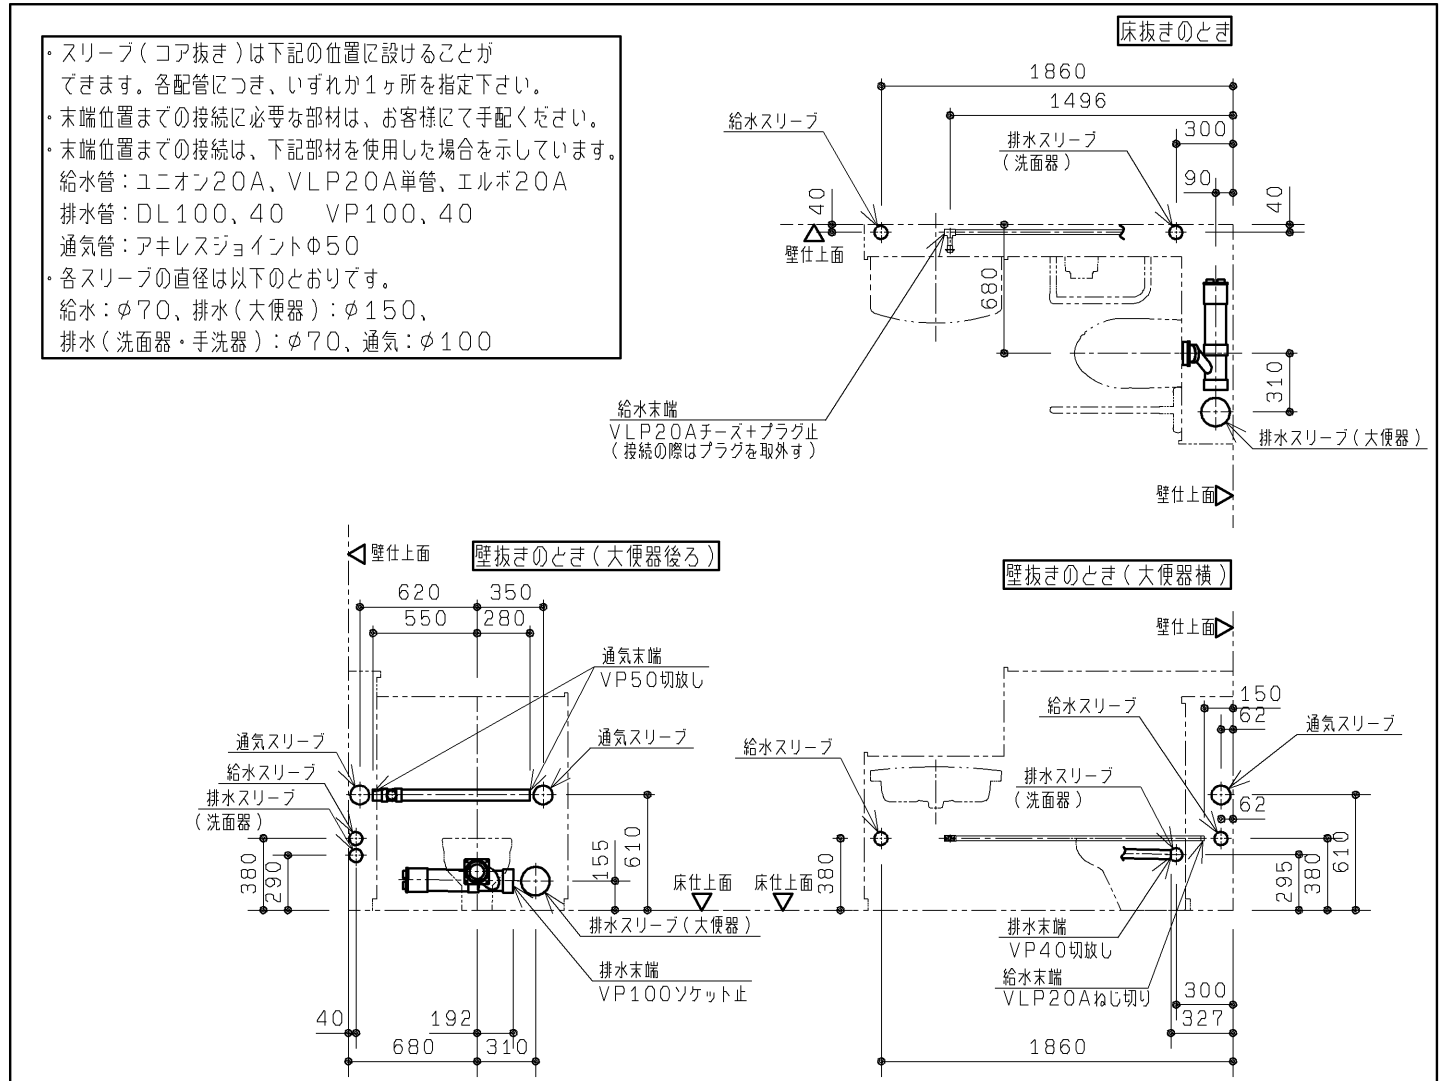 ・スリーブ(コア抜き)は下記の位置に設けることが
できます。各配管につき、いずれか1ヶ所を指定下さい。
・末端位置までの接続に必要な部材は、お客様にて手配ください。
・末端位置までの接続は、下記部材を使用した場合を示しています。
給水管:ユニオン20A、VLP20A単管、エルボ20A
排水管:DL100、40 VP100、40
通気管:アキレスジョイントΦ50
・各スリーブの直径は以下のとおりです。
給水:φ70、排水(大便器):φ150、
排水(洗面器・手洗器):φ70、通気:φ100
床抜きのとき
1860
1496
給水スリーブ
排水スリーブ
(洗面器)
300
90
40
40
壁仕上面
680
310
給水末端
VLP20Aチーズ+プラグ止
(接続の際はプラグを取外す)
排水スリーブ(大便器)
壁仕上面
壁仕上面
壁抜きのとき(大便器後ろ)
620
350
550
280
通気末端
VP50切放し
通気スリーブ
給水スリーブ
排水スリーブ
(洗面器)
通気スリーブ
380
290
155
610
床仕上面
排水スリーブ(大便器)
排水末端
VP100ソケット止
40
192
680
310
壁抜きのとき(大便器横)
壁仕上面
150
62
給水スリーブ
通気スリーブ
給水スリーブ
排水スリーブ
(洗面器)
62
床仕上面
380
295
380
610
排水末端
VP40切放し
給水末端
VLP20Aねじ切り
300
327
1860